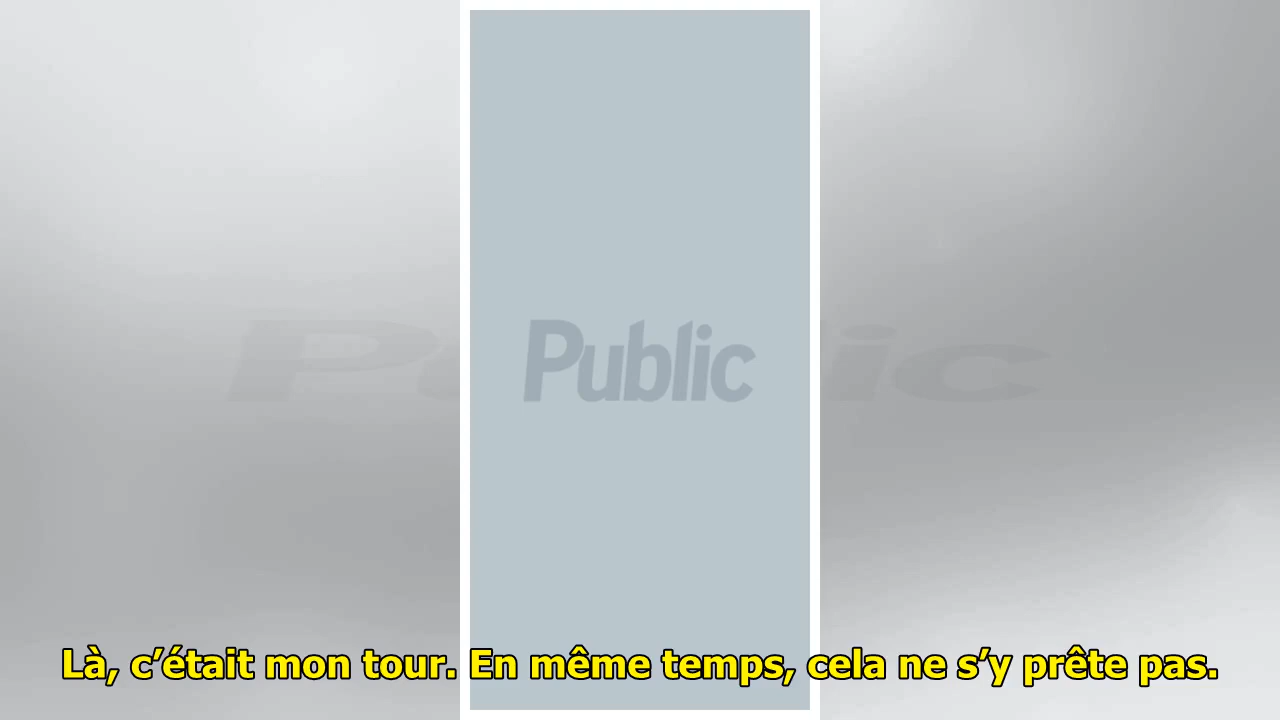 Public
Là, c’était mon tour. En même temps, cela ne s’y prête pas.